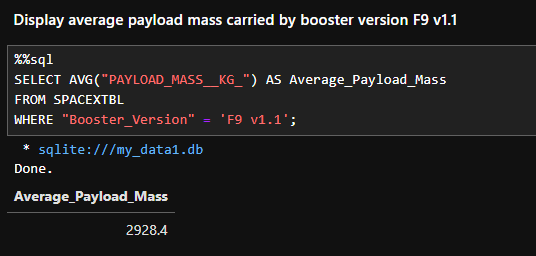 Display average payload mass carried by booster version F9 v1.1
%%sql
SELECT AVG("PAYLOAD_MASS__KG_") AS Average_Payload_Mass
FROM SPACEXTBL
WHERE "Booster_Version" = 'F9 v1.1';
* sqlite:///my_data1.db
Done.
Average_Payload_Mass
2928.4